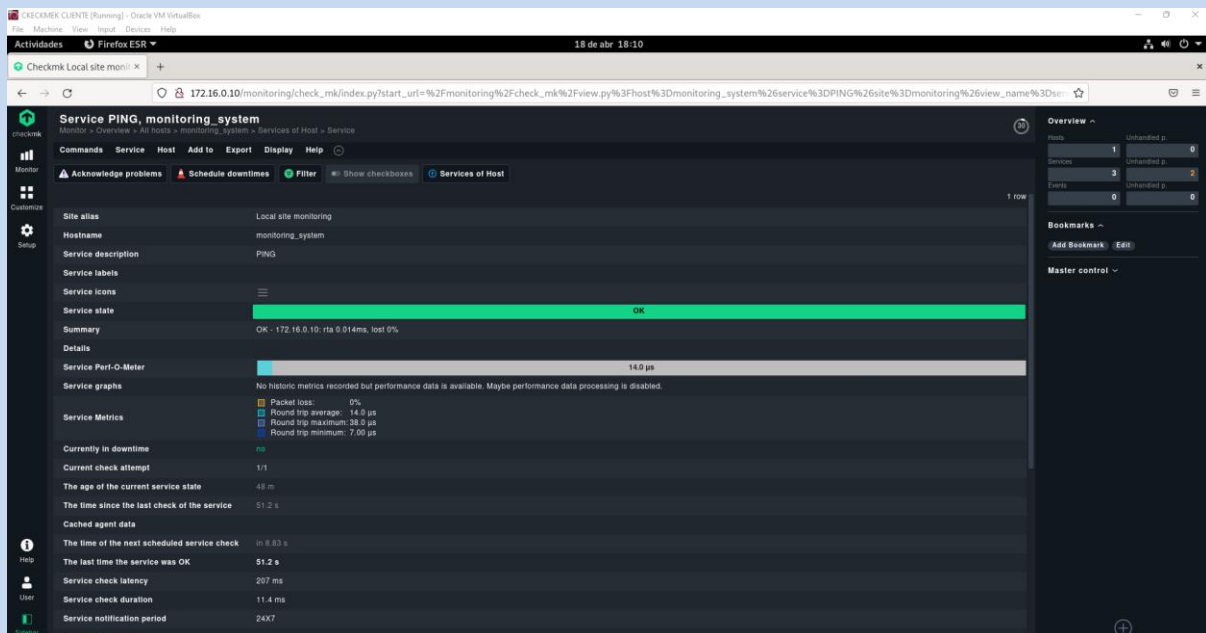 CKECKMEK CLIENTE [Running] - Oracle VM VirtualBox
File Machine View Input Devices Help
Actividades Firefox ESR 18 de abr 18:10
Checkmk Local site monit
172.16.0.10/monitoring/check_mk/index.py?start_url=%2Fmonitoring%2Fcheck_mk%2Fview.py%3Fhost%3Dmonitoring_system%26service%3DPING%26site%3Dmonitoring%26view_name%3Dser
checkmk
Monitor
Customize
Setup
Help
User
Sidebar
Service PING, monitoring_system
Monitor > Overview > All hosts > monitoring_system > Services of Host > Service
30
Commands Service Host Add to Export Display Help
Acknowledge problems Schedule downtimes Filter Show checkboxes Services of Host
1 row
Site alias Local site monitoring
Hostname monitoring_system
Service description PING
Service labels
Service icons
Service state OK
Summary OK - 172.16.0.10: rta 0.014ms, lost 0%
Details
Service Perf-O-Meter 14.0 µs
Service graphs No historic metrics recorded but performance data is available. Maybe performance data processing is disabled.
Service Metrics
Packet loss: 0%
Round trip average: 14.0 µs
Round trip maximum: 38.0 µs
Round trip minimum: 7.00 µs
Currently in downtime no
Current check attempt 1/1
The age of the current service state 48 m
The time since the last check of the service 51.2 s
Cached agent data
The time of the next scheduled service check in 8.83 s
The last time the service was OK 51.2 s
Service check latency 207 ms
Service check duration 11.4 ms
Service notification period 24X7
Overview
Hosts Unhandled p.
1 0
Services Unhandled p.
3 2
Events Unhandled p.
0 0
Bookmarks
Add Bookmark Edit
Master control